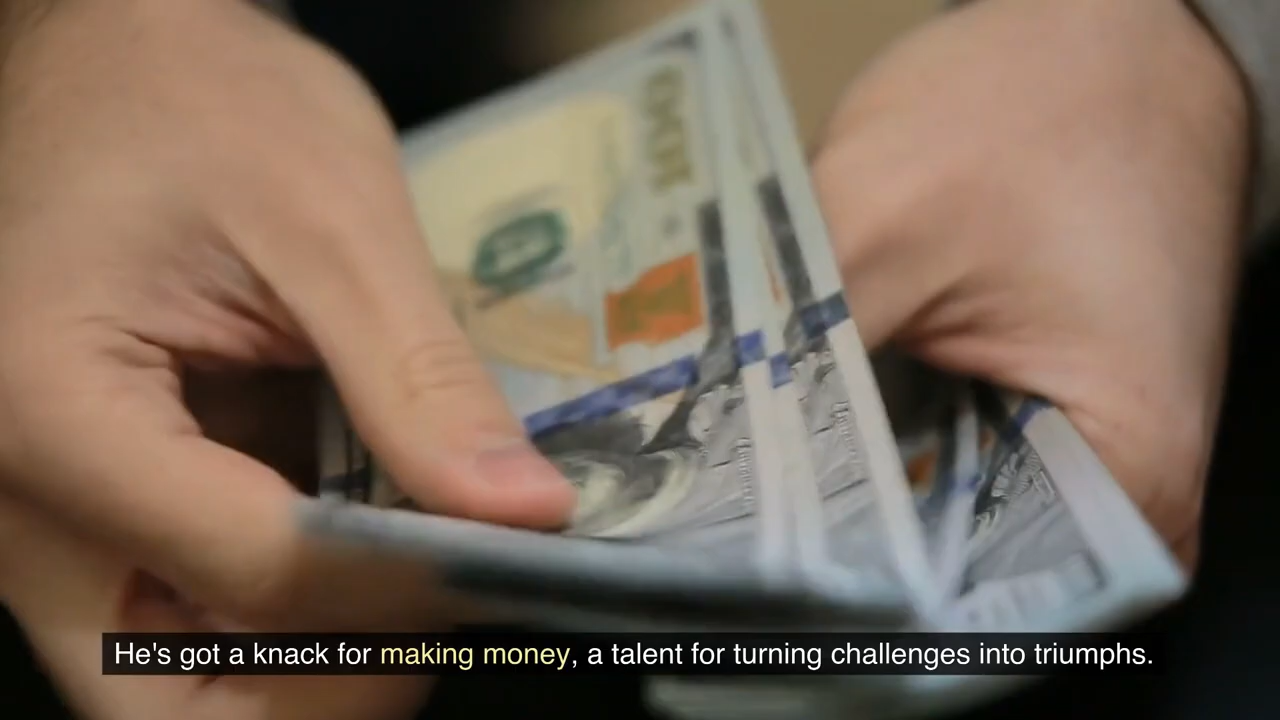 He's got a knack for making money, a talent for turning challenges into triumphs.